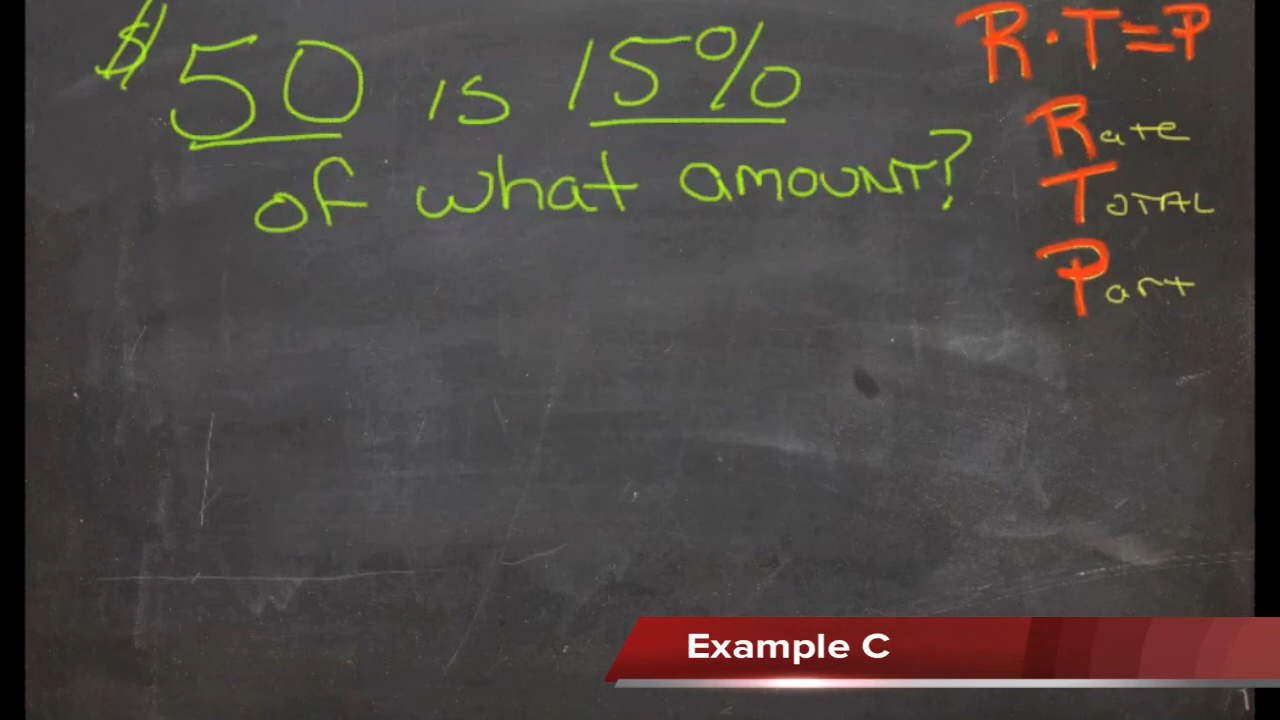 $50 is 15%
of what amount?
R·T=P
Rate
Total
Part
Example C